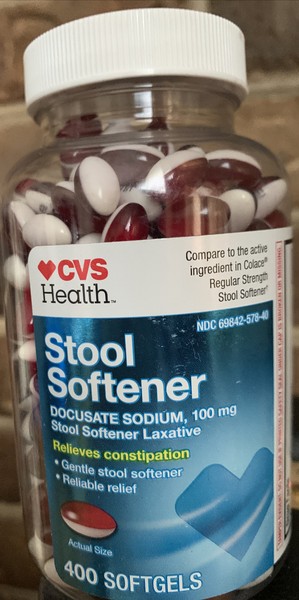 CVS
Health™
Compare to the active
ingredient in Colace®
Regular Strength
Stool Softener*
NDC 69842-578-40
Stool
Softener
DOCUSATE SODIUM, 100 mg
Stool Softener Laxative
Relieves constipation
• Gentle stool softener
• Reliable relief
Actual Size
400 SOFTGELS